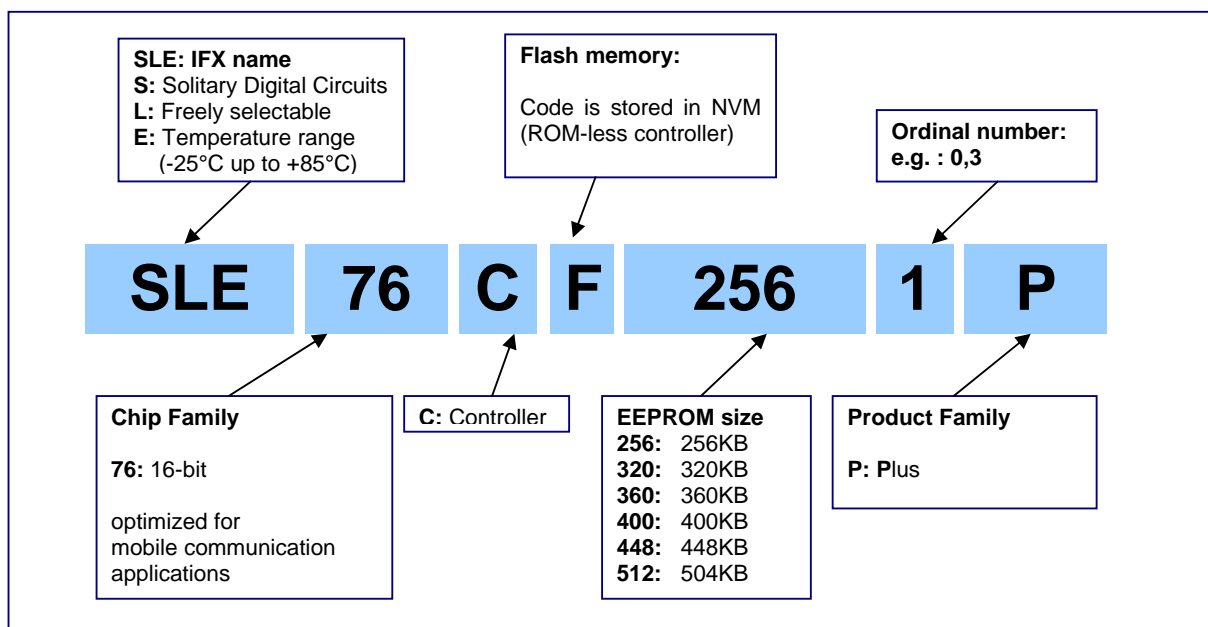 SLE: IFX name
S: Solitary Digital Circuits
L: Freely selectable
E: Temperature range
(-25°C up to +85°C)
Flash memory:
Code is stored in NVM
(ROM-less controller)
Ordinal number:
e.g. : 0,3
SLE 76 C F 256 1 P
Chip Family
76: 16-bit
optimized for
mobile communication
applications
C: Controller
EEPROM size
256: 256KB
320: 320KB
360: 360KB
400: 400KB
448: 448KB
512: 504KB
Product Family
P: Plus